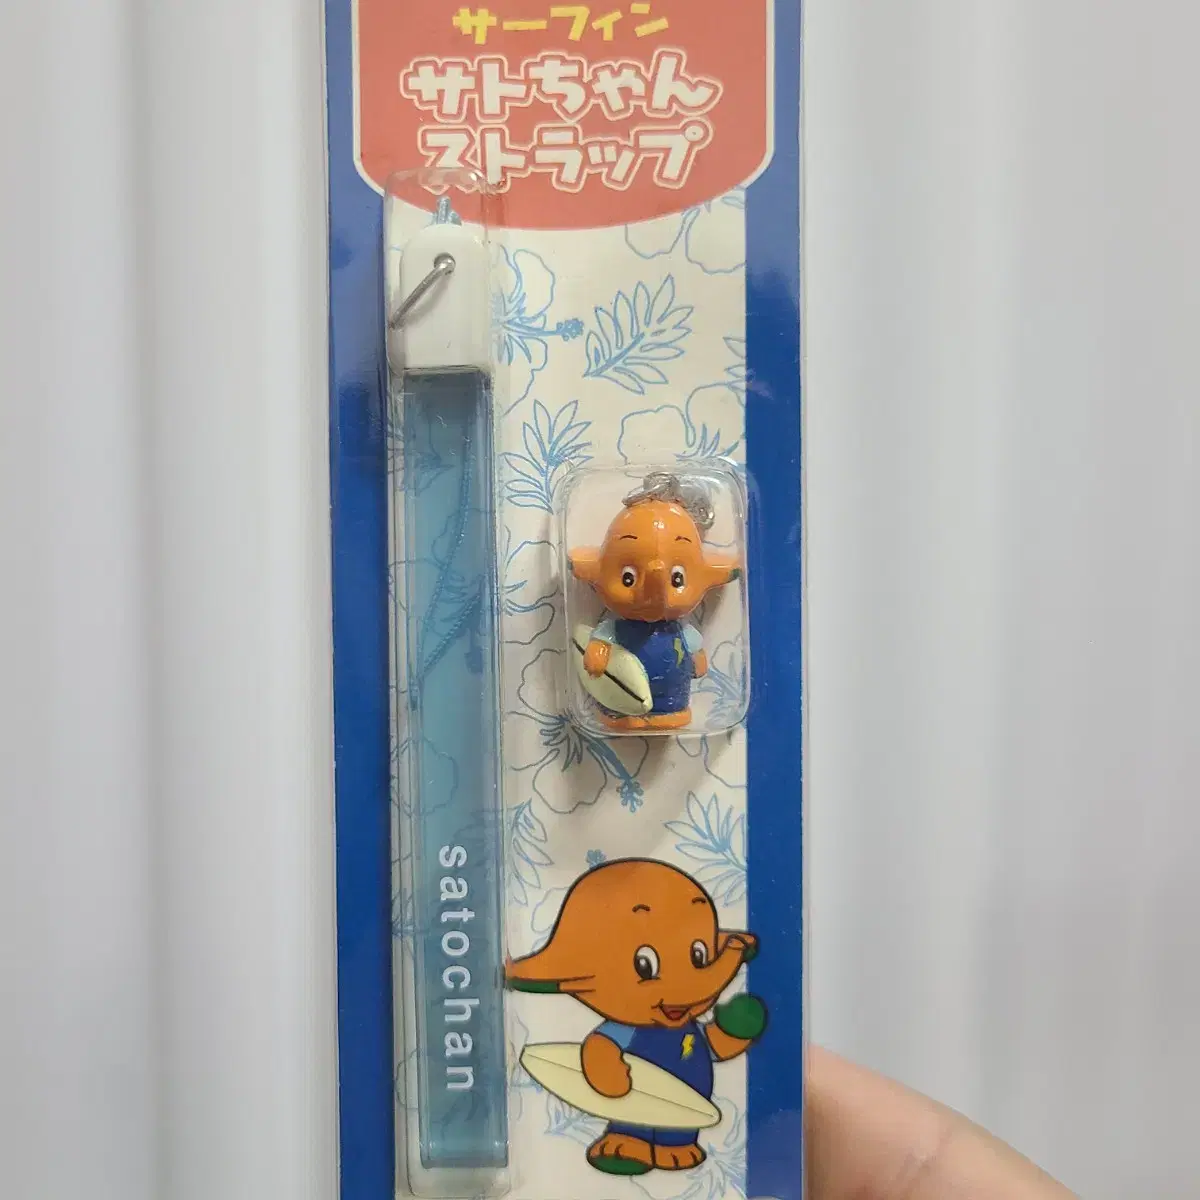 サーフィン
サトちゃん
ストラップ
satochan